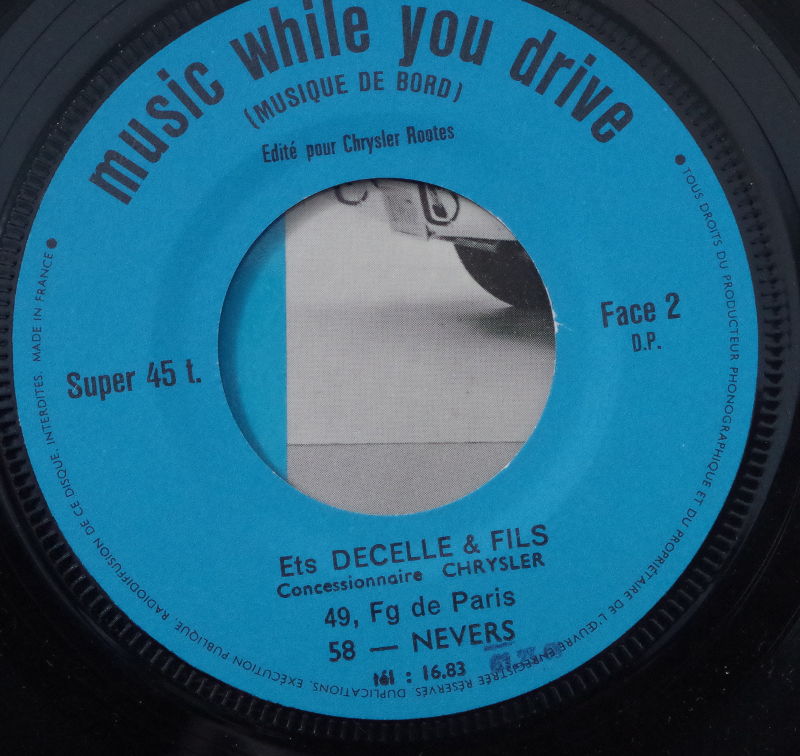 music while you drive
(MUSIQUE DE BORD)
Edité pour Chrysler Rootes
Super 45 t.
Face 2
D.P.
Ets DECELLE & FILS
Concessionnaire CHRYSLER
49, Fg de Paris
58 — NEVERS
tél : 16.83
● TOUS DROITS DU PRODUCTEUR PHONOGRAPHIQUE ET DU PROPRIÉTAIRE DE L'ŒUVRE ENREGISTRÉE RÉSERVÉS. DUPLICATIONS, EXÉCUTION PUBLIQUE, RADIODIFFUSION DE CE DISQUE, INTERDITES. MADE IN FRANCE ●